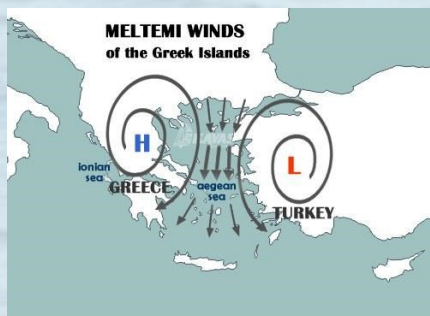 MELTEMI WINDS
of the Greek Islands
H
L
ionian
sea
GREECE
aegean
sea
TURKEY